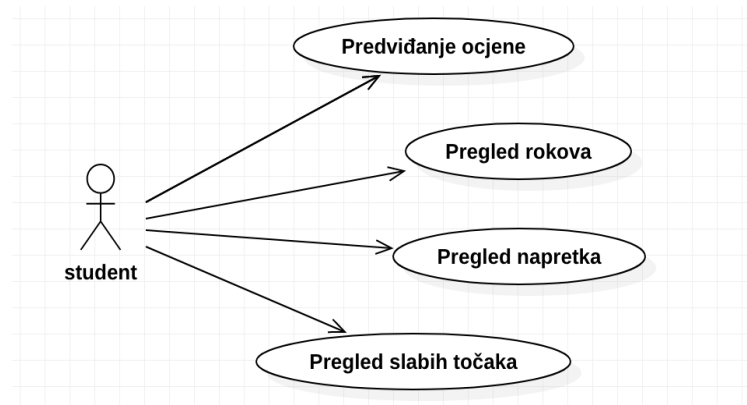 Predviđanje ocjene
Pregled rokova
Pregled napretka
student
Pregled slabih točaka